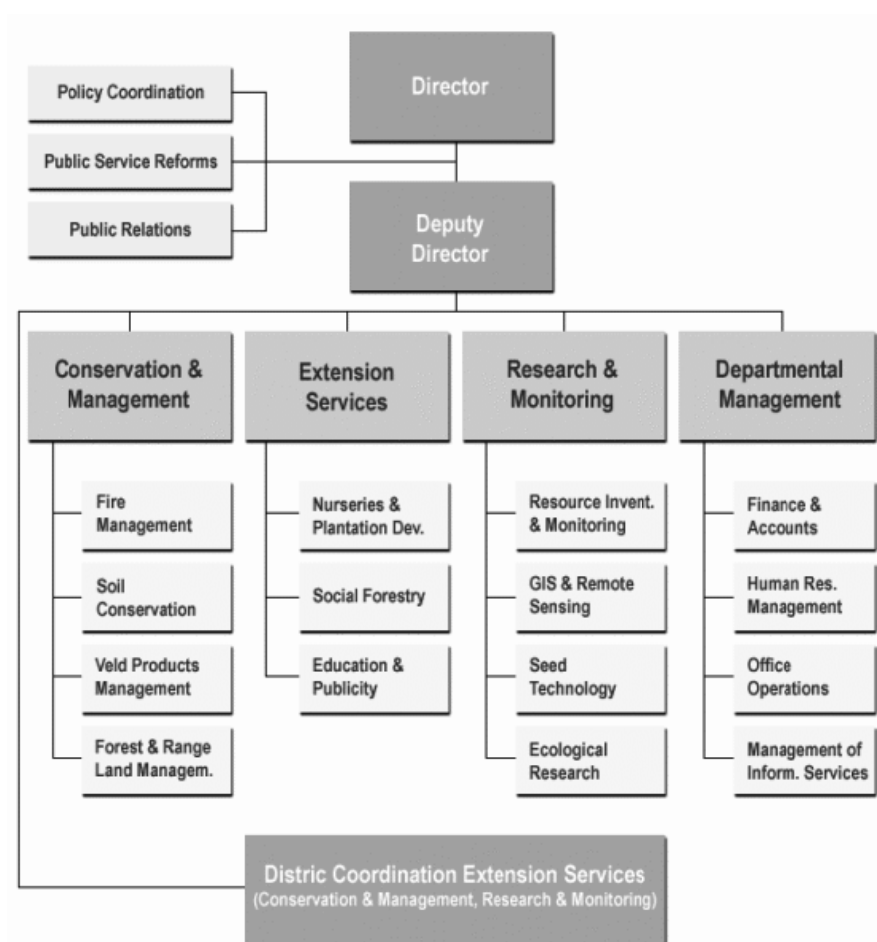 Director
Policy Coordination
Public Service Reforms
Public Relations
Deputy
Director
Conservation &
Management
Extension
Services
Research &
Monitoring
Departmental
Management
Fire
Management
Soil
Conservation
Veld Products
Management
Forest & Range
Land Managem.
Nurseries &
Plantation Dev.
Social Forestry
Education &
Publicity
Resource Invent.
& Monitoring
GIS & Remote
Sensing
Seed
Technology
Ecological
Research
Finance &
Accounts
Human Res.
Management
Office
Operations
Management of
Inform. Services
Distric Coordination Extension Services
(Conservation & Management, Research & Monitoring)